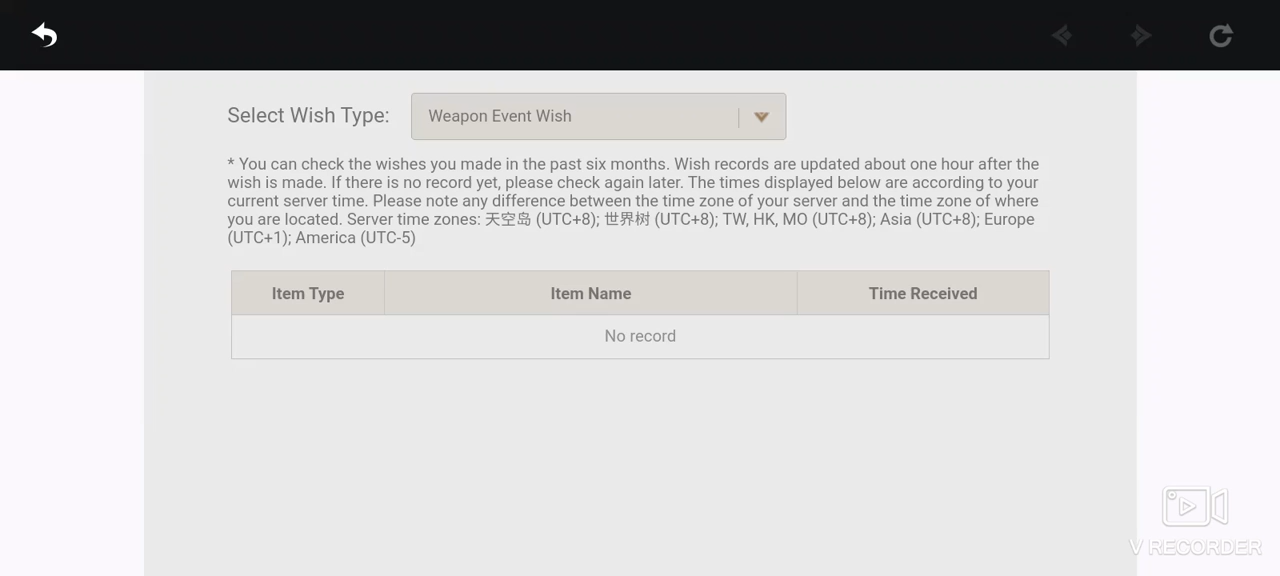 Select Wish Type:
Weapon Event Wish
* You can check the wishes you made in the past six months. Wish records are updated about one hour after the
wish is made. If there is no record yet, please check again later. The times displayed below are according to your
current server time. Please note any difference between the time zone of your server and the time zone of where
you are located. Server time zones: 天空岛 (UTC+8); 世界树 (UTC+8); TW, HK, MO (UTC+8); Asia (UTC+8); Europe
(UTC+1); America (UTC-5)
Item Type
Item Name
Time Received
No record
V RECORDER